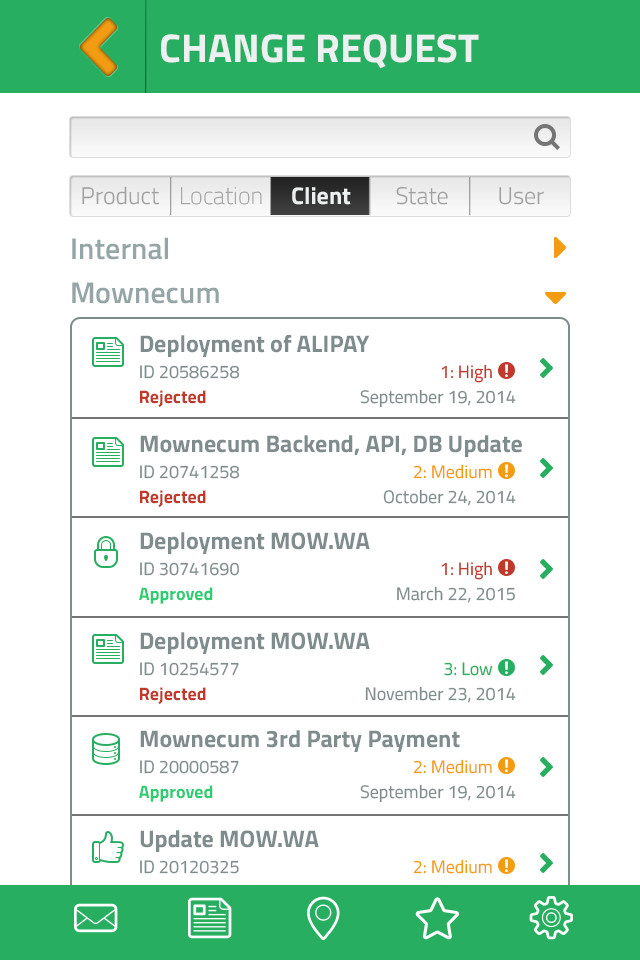 CHANGE REQUEST
Product Location Client State User
Internal
Mownecum
Deployment of ALIPAY
ID 20586258 1: High
Rejected September 19, 2014
Mownecum Backend, API, DB Update
ID 20741258 2: Medium
Rejected October 24, 2014
Deployment MOW.WA
ID 30741690 1: High
Approved March 22, 2015
Deployment MOW.WA
ID 10254577 3: Low
Rejected November 23, 2014
Mownecum 3rd Party Payment
ID 20000587 2: Medium
Approved September 19, 2014
Update MOW.WA
ID 20120325 2: Medium